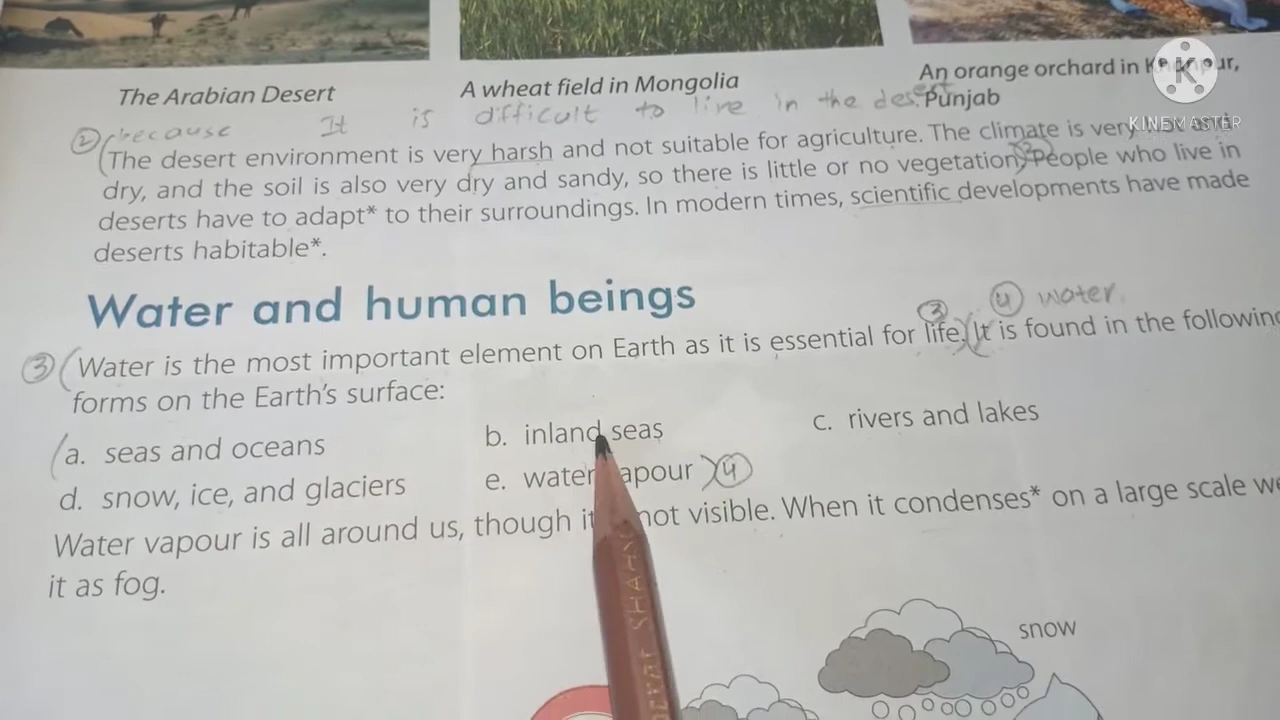 The Arabian Desert
A wheat field in Mongolia
An orange orchard in
Punjab
KINEMASTER
② because It is difficult to live in the desert
(The desert environment is very harsh and not suitable for agriculture. The climate is very
dry, and the soil is also very dry and sandy, so there is little or no vegetation. People who live in
deserts have to adapt* to their surroundings. In modern times, scientific developments have made
deserts habitable*.
Water and human beings
③ ④ water
③ (Water is the most important element on Earth as it is essential for life.) (It is found in the following
forms on the Earth's surface:
(a. seas and oceans b. inland seas c. rivers and lakes
d. snow, ice, and glaciers e. water vapour ) ④
Water vapour is all around us, though it not visible. When it condenses* on a large scale we
it as fog.
snow